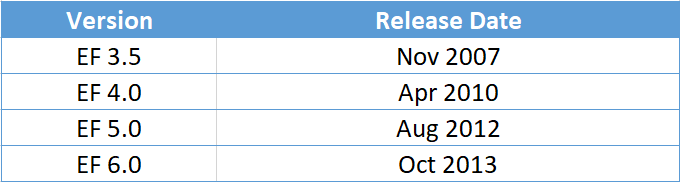 Version Release Date
EF 3.5 Nov 2007
EF 4.0 Apr 2010
EF 5.0 Aug 2012
EF 6.0 Oct 2013